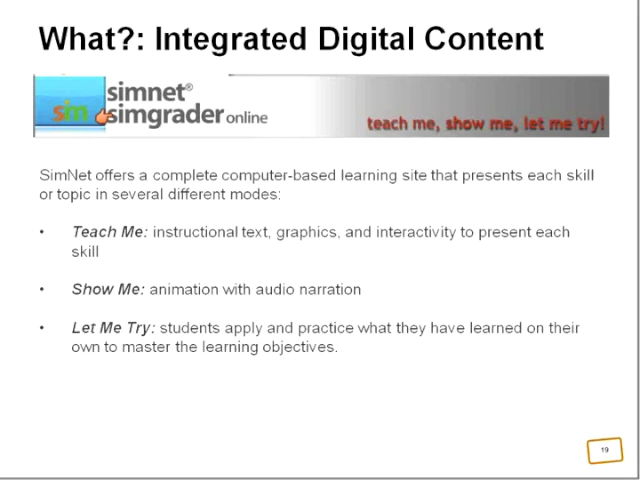 What?: Integrated Digital Content
simnet®
sim simgrader online
teach me, show me, let me try!
SimNet offers a complete computer-based learning site that presents each skill
or topic in several different modes:
• Teach Me: instructional text, graphics, and interactivity to present each
skill
• Show Me: animation with audio narration
• Let Me Try: students apply and practice what they have learned on their
own to master the learning objectives.
19